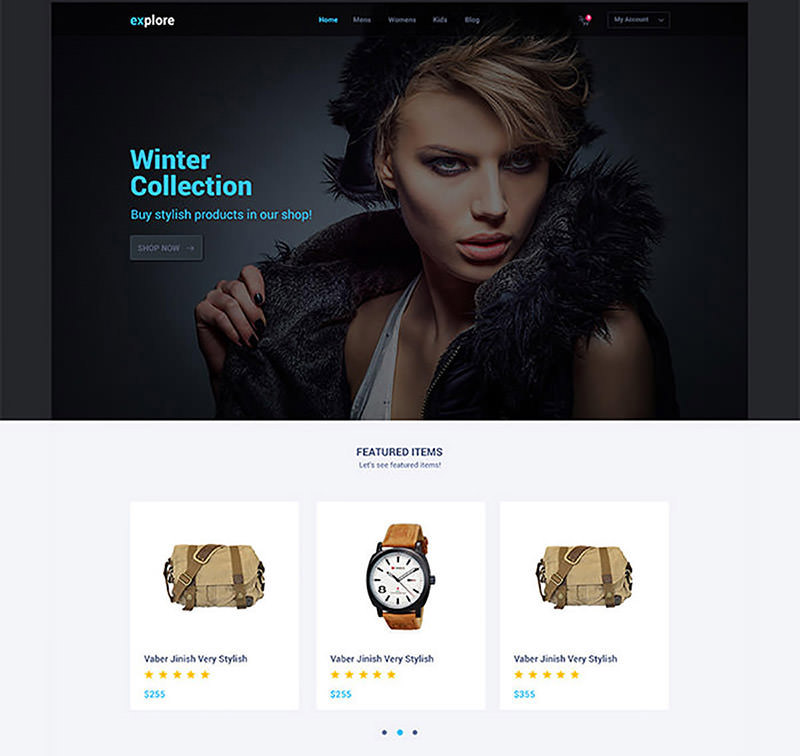 explore
Home Mens Womens Kids Blog
My Account
Winter
Collection
Buy stylish products in our shop!
SHOP NOW
FEATURED ITEMS
Let's see featured items!
Vaber Jinish Very Stylish
$255
Vaber Jinish Very Stylish
$255
Vaber Jinish Very Stylish
$355